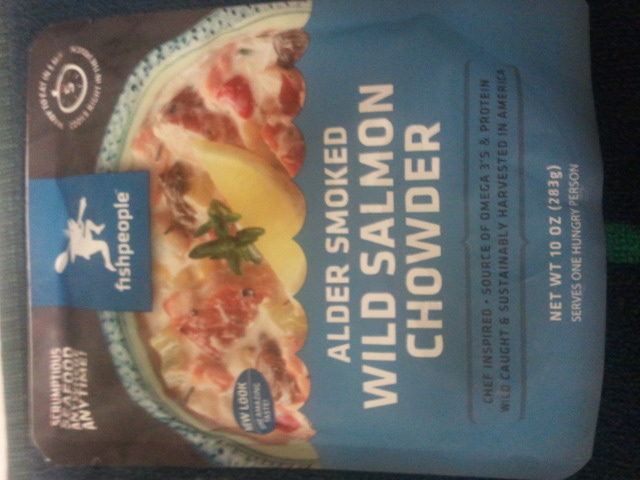 SCRUMPTIOUS
SEAFOOD
ANYTIME!
fishpeople
NEW LOOK
AMAZING
ALDER SMOKED
WILD SALMON
CHOWDER
CHEF INSPIRED • SOURCE OF OMEGA 3'S & PROTEIN
WILD CAUGHT & SUSTAINABLY HARVESTED IN AMERICA
NET WT 10 OZ (283g)
SERVES ONE HUNGRY PERSON